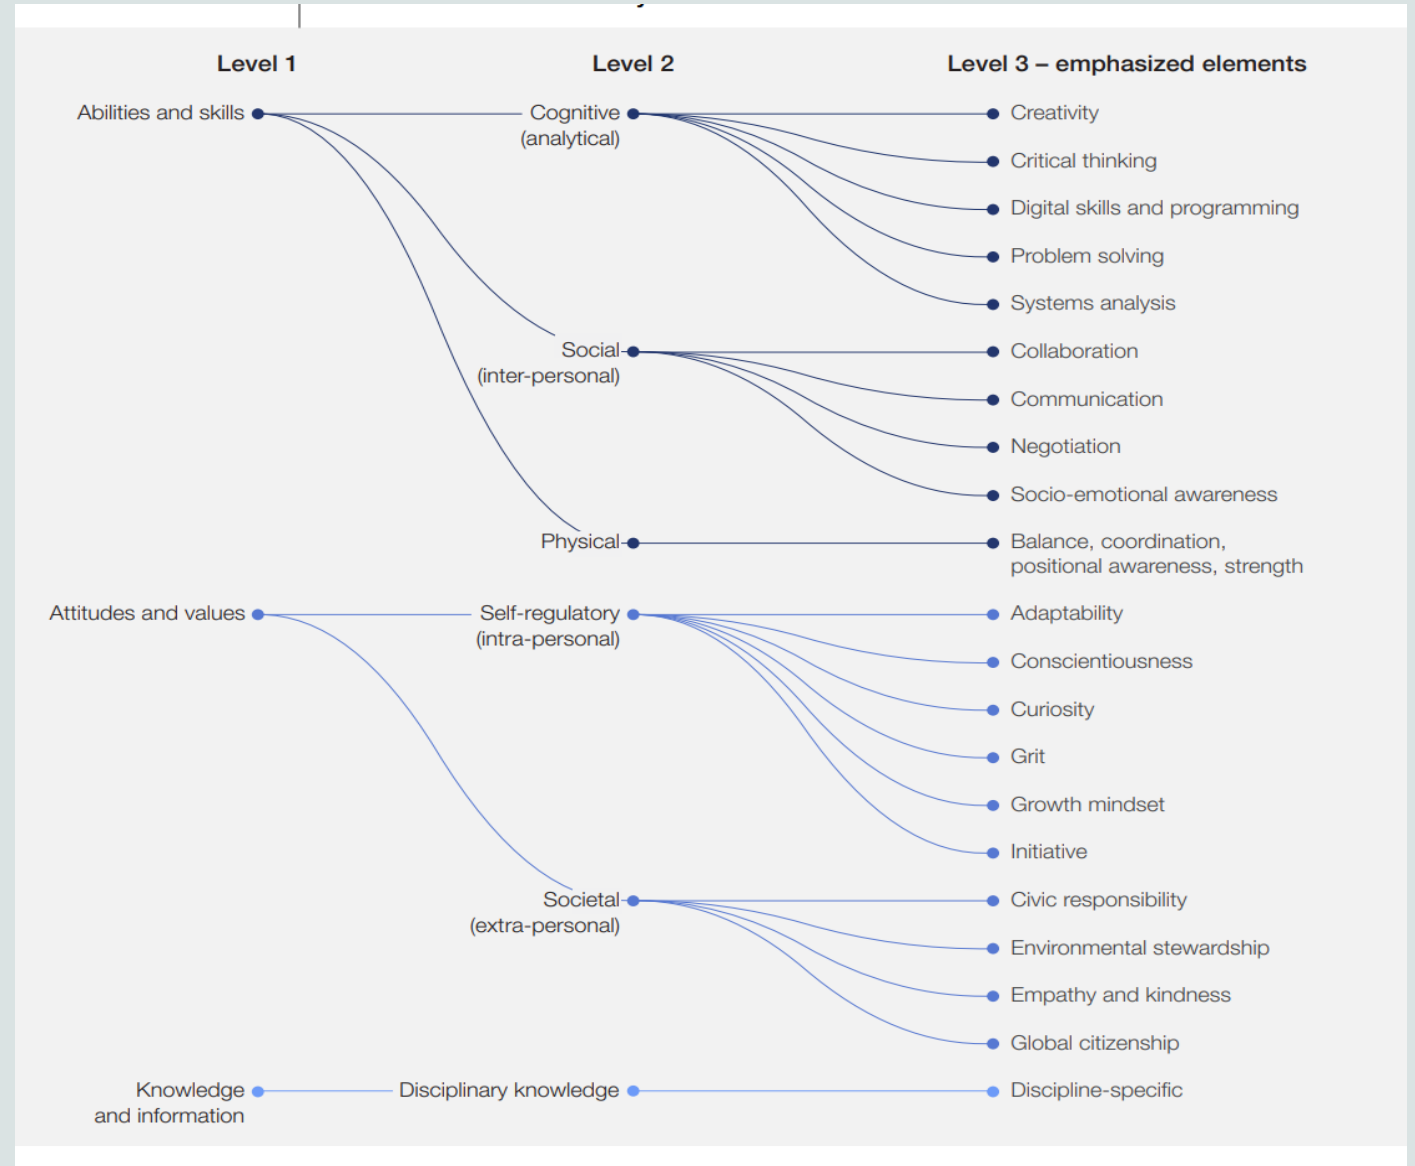 Level 1
Level 2
Level 3 – emphasized elements
Abilities and skills
Cognitive
(analytical)
Creativity
Critical thinking
Digital skills and programming
Problem solving
Systems analysis
Social
(inter-personal)
Collaboration
Communication
Negotiation
Socio-emotional awareness
Physical
Balance, coordination,
positional awareness, strength
Attitudes and values
Self-regulatory
(intra-personal)
Adaptability
Conscientiousness
Curiosity
Grit
Growth mindset
Initiative
Societal
(extra-personal)
Civic responsibility
Environmental stewardship
Empathy and kindness
Global citizenship
Knowledge
and information
Disciplinary knowledge
Discipline-specific